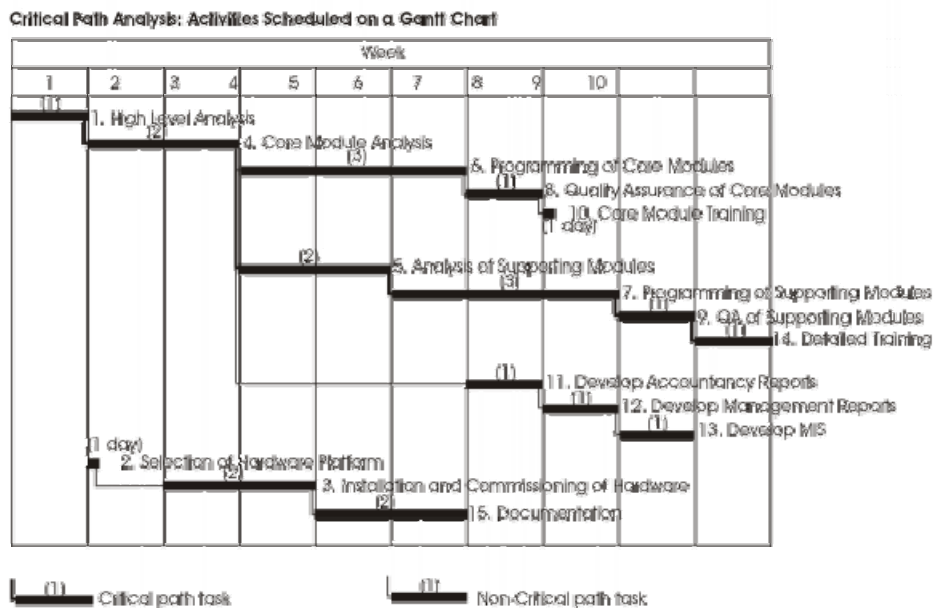 Critical Path Analysis: Activities Scheduled on a Gantt Chart
Week
1 2 3 4 5 6 7 8 9 10
(1)
1. High Level Analysis
(2)
4. Core Module Analysis
(3)
6. Programming of Core Modules
(1)
8. Quality Assurance of Core Modules
10. Core Module Training
(1 day)
(2)
5. Analysis of Supporting Modules
(3)
7. Programming of Supporting Modules
(1)
9. QA of Supporting Modules
(1)
14. Detailed Training
(1)
11. Develop Accountancy Reports
(1)
12. Develop Management Reports
(1)
13. Develop MIS
(1 day)
2. Selection of Hardware Platform
(2)
3. Installation and Commissioning of Hardware
(2)
15. Documentation
(1) Critical path task
(1) Non-Critical path task